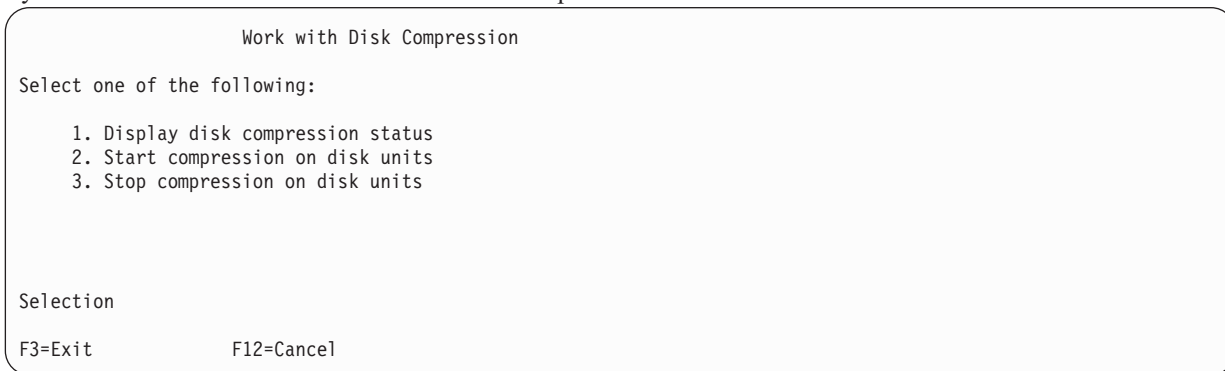 Work with Disk Compression
Select one of the following:
1. Display disk compression status
2. Start compression on disk units
3. Stop compression on disk units
Selection
F3=Exit F12=Cancel